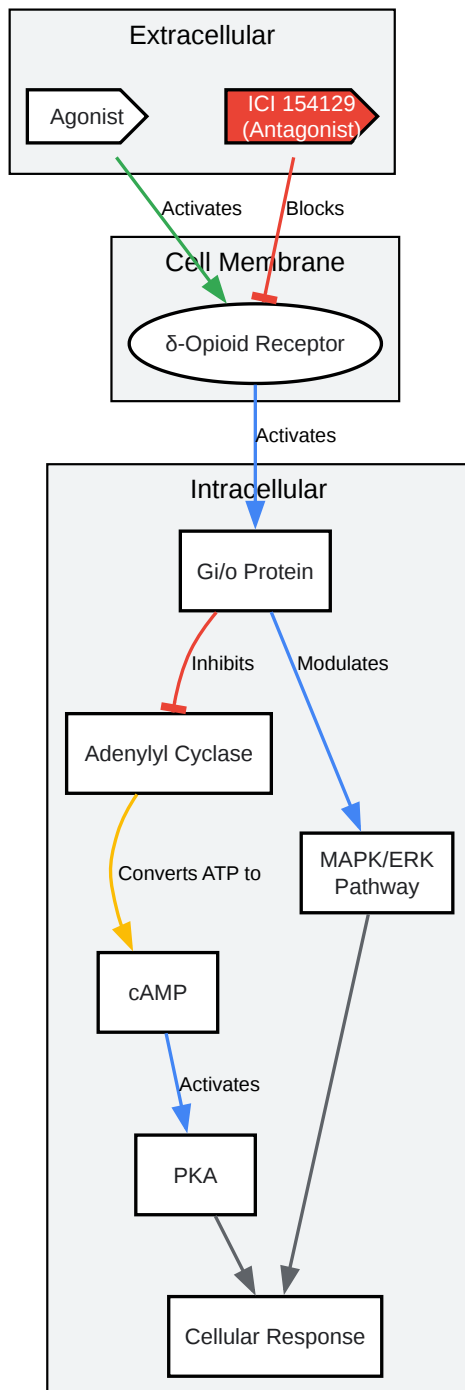 Extracellular
Agonist
ICI 154129
(Antagonist)
Activates
Blocks
Cell Membrane
δ-Opioid Receptor
Activates
Intracellular
Gi/o Protein
Inhibits
Modulates
Adenylyl Cyclase
MAPK/ERK
Pathway
Converts ATP to
cAMP
Activates
PKA
Cellular Response